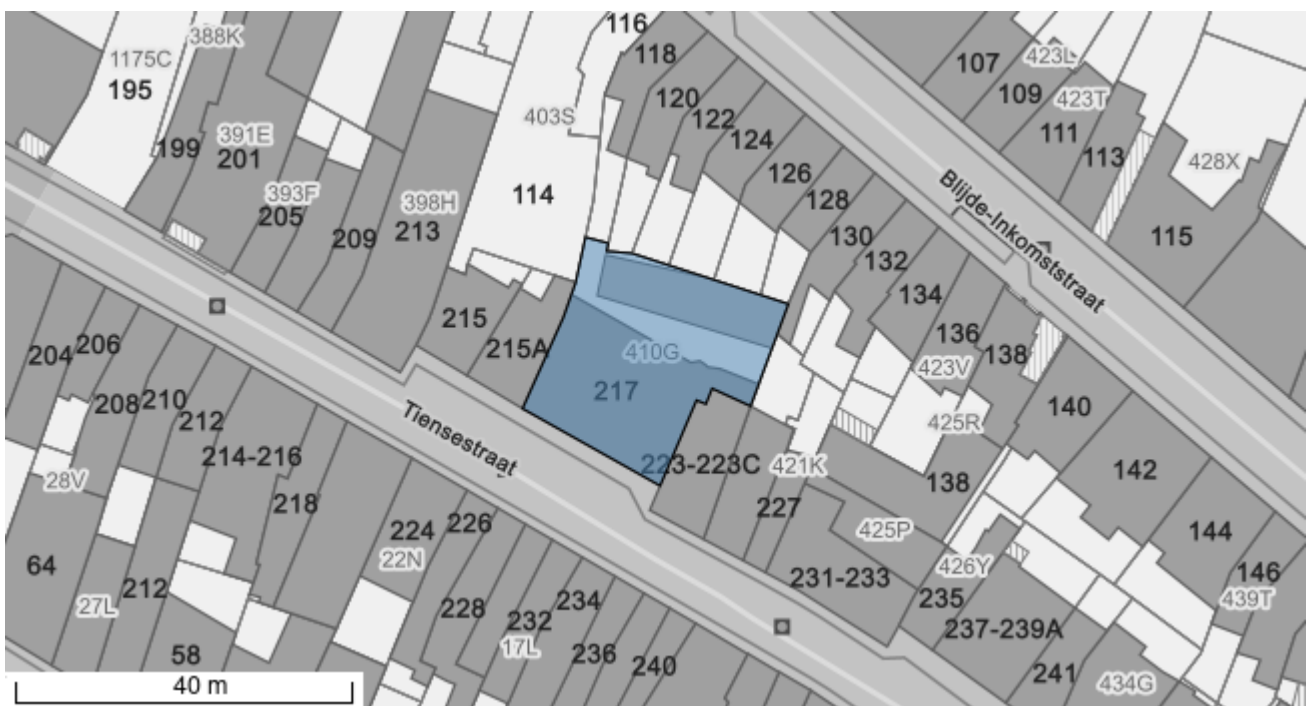 116
388K
118
1175C
107
423L
195
109
423T
120
403S
122
111
124
199
391E
201
113
428X
126
Blijde-Inkomststraat
393F
205
398H
114
128
209
213
130
115
132
134
215
136
204
206
215A
410G
138
423V
217
208
210
140
212
Tiensestraat
425R
214-216
223-223C
421K
142
28V
138
218
227
224
226
425P
144
22N
64
426Y
146
231-233
212
235
439T
27L
228
234
232
237-239A
17L
58
236
240
241
434G
40 m